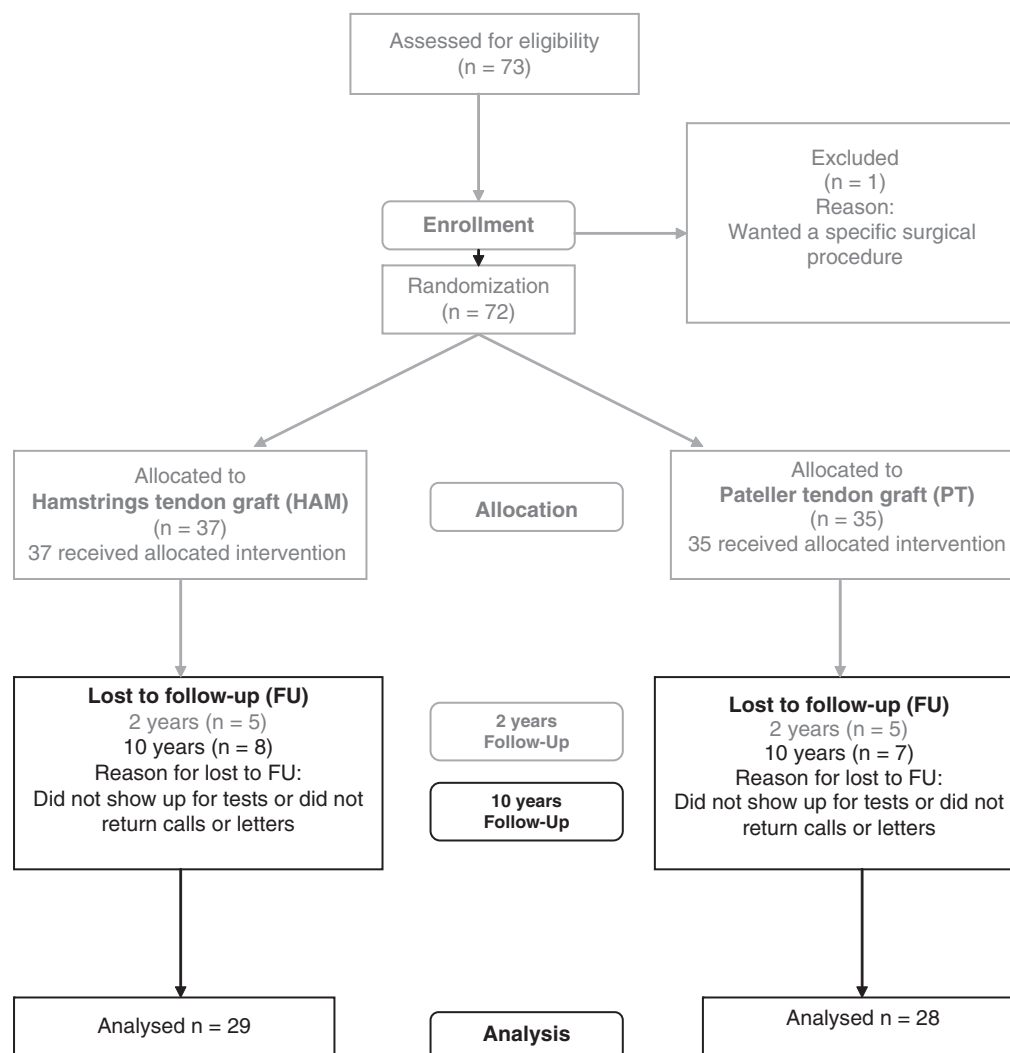 Assessed for eligibility
(n = 73)
Excluded
(n = 1)
Reason:
Wanted a specific surgical
procedure
Enrollment
Randomization
(n = 72)
Allocated to
Hamstrings tendon graft (HAM)
(n = 37)
37 received allocated intervention
Allocation
Allocated to
Pateller tendon graft (PT)
(n = 35)
35 received allocated intervention
Lost to follow-up (FU)
2 years (n = 5)
10 years (n = 8)
Reason for lost to FU:
Did not show up for tests or did not
return calls or letters
2 years
Follow-Up
10 years
Follow-Up
Lost to follow-up (FU)
2 years (n = 5)
10 years (n = 7)
Reason for lost to FU:
Did not show up for tests or did not
return calls or letters
Analysed n = 29
Analysis
Analysed n = 28